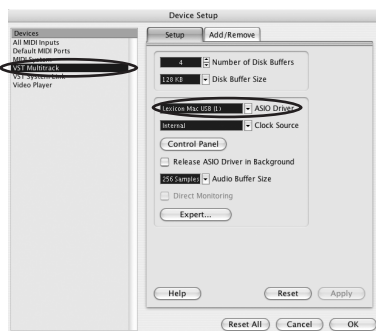 Device Setup
Devices
All MIDI Inputs
Default MIDI Ports
MIDI System
VST Multitrack
VST System Link
Video Player
Setup
Add/Remove
4 Number of Disk Buffers
128 KB Disk Buffer Size
Lexicon Mac USB (1) ASIO Driver
Internal Clock Source
Control Panel
Release ASIO Driver in Background
256 Samples Audio Buffer Size
Direct Monitoring
Expert...
Help Reset Apply
Reset All Cancel OK